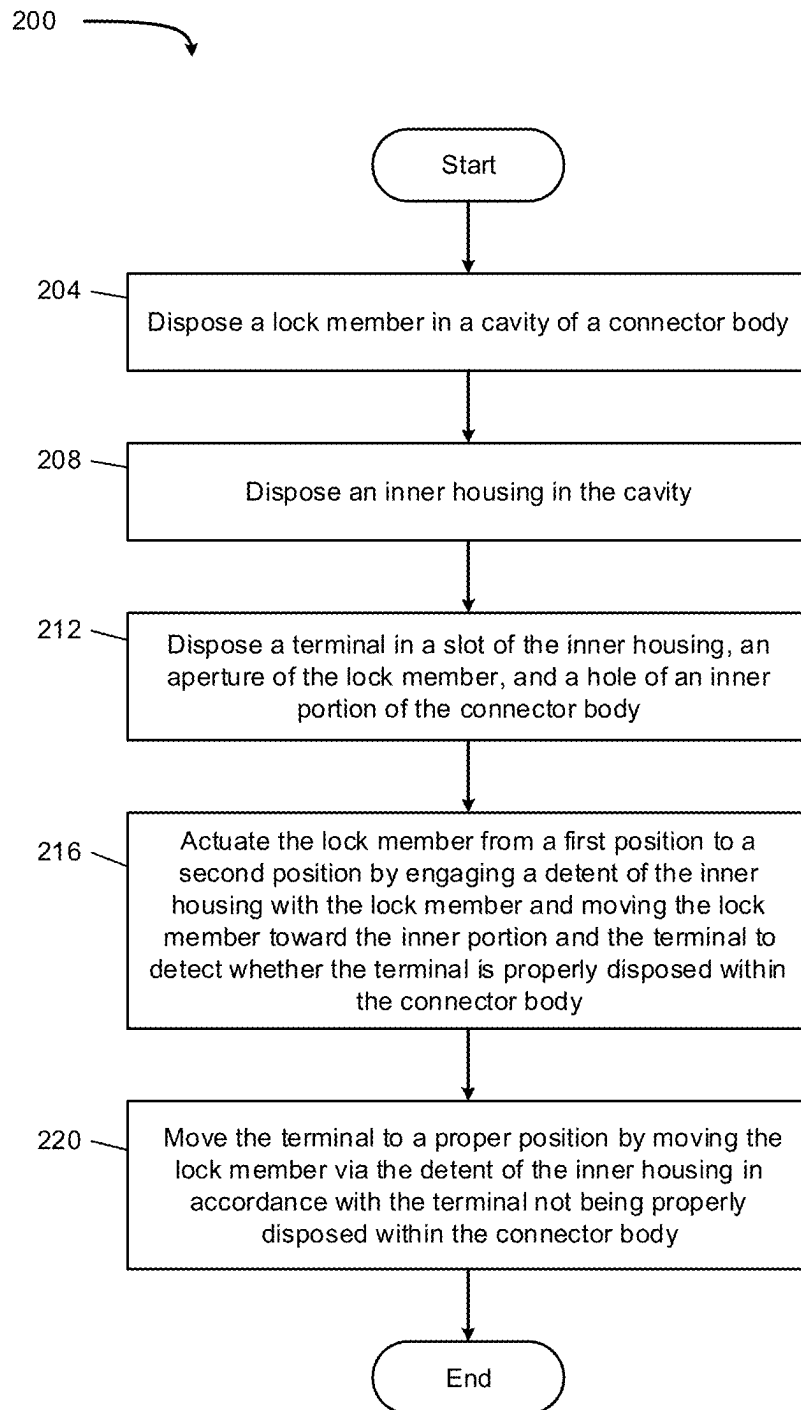 200
Start
204
Dispose a lock member in a cavity of a connector body
208
Dispose an inner housing in the cavity
212
Dispose a terminal in a slot of the inner housing, an
aperture of the lock member, and a hole of an inner
portion of the connector body
216
Actuate the lock member from a first position to a
second position by engaging a detent of the inner
housing with the lock member and moving the lock
member toward the inner portion and the terminal to
detect whether the terminal is properly disposed within
the connector body
220
Move the terminal to a proper position by moving the
lock member via the detent of the inner housing in
accordance with the terminal not being properly
disposed within the connector body
End